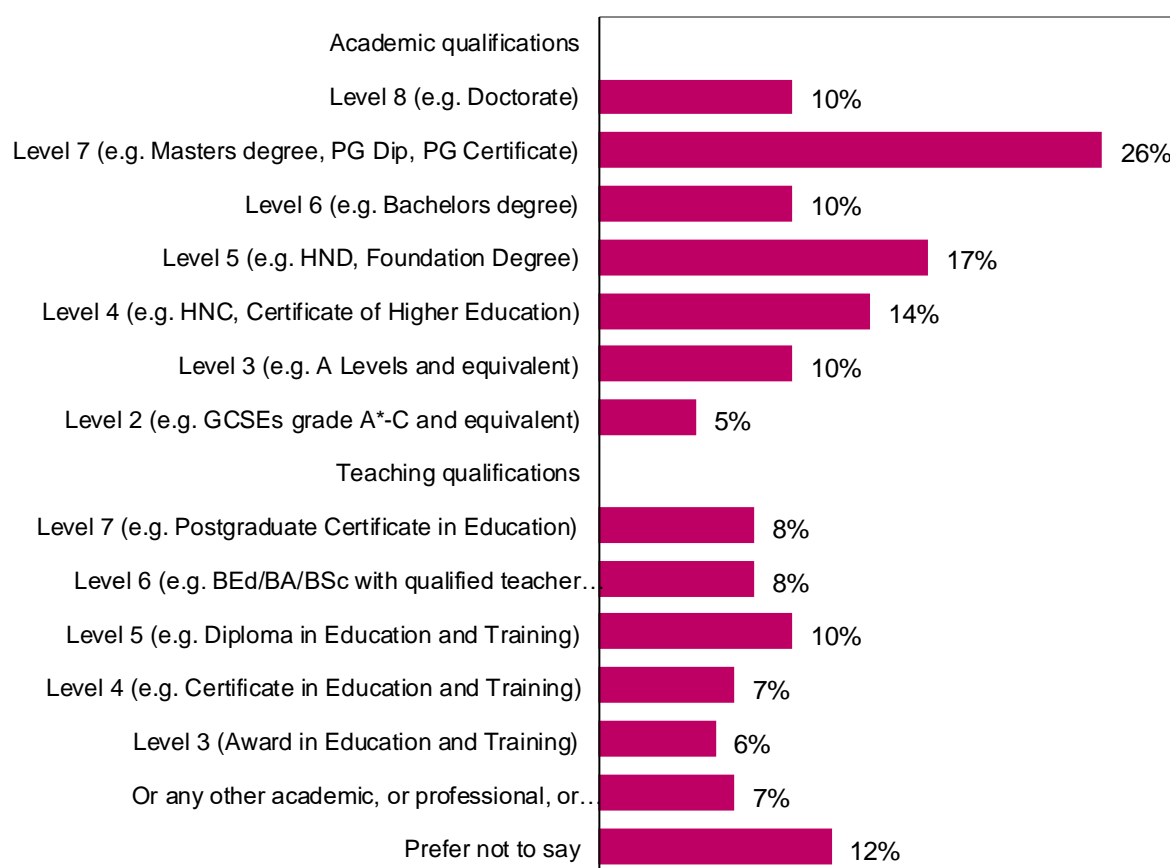 Academic qualifications
Level 8 (e.g. Doctorate) 10%
Level 7 (e.g. Masters degree, PG Dip, PG Certificate) 26%
Level 6 (e.g. Bachelors degree) 10%
Level 5 (e.g. HND, Foundation Degree) 17%
Level 4 (e.g. HNC, Certificate of Higher Education) 14%
Level 3 (e.g. A Levels and equivalent) 10%
Level 2 (e.g. GCSEs grade A*-C and equivalent) 5%
Teaching qualifications
Level 7 (e.g. Postgraduate Certificate in Education) 8%
Level 6 (e.g. BEd/BA/BSc with qualified teacher… 8%
Level 5 (e.g. Diploma in Education and Training) 10%
Level 4 (e.g. Certificate in Education and Training) 7%
Level 3 (Award in Education and Training) 6%
Or any other academic, or professional, or… 7%
Prefer not to say 12%